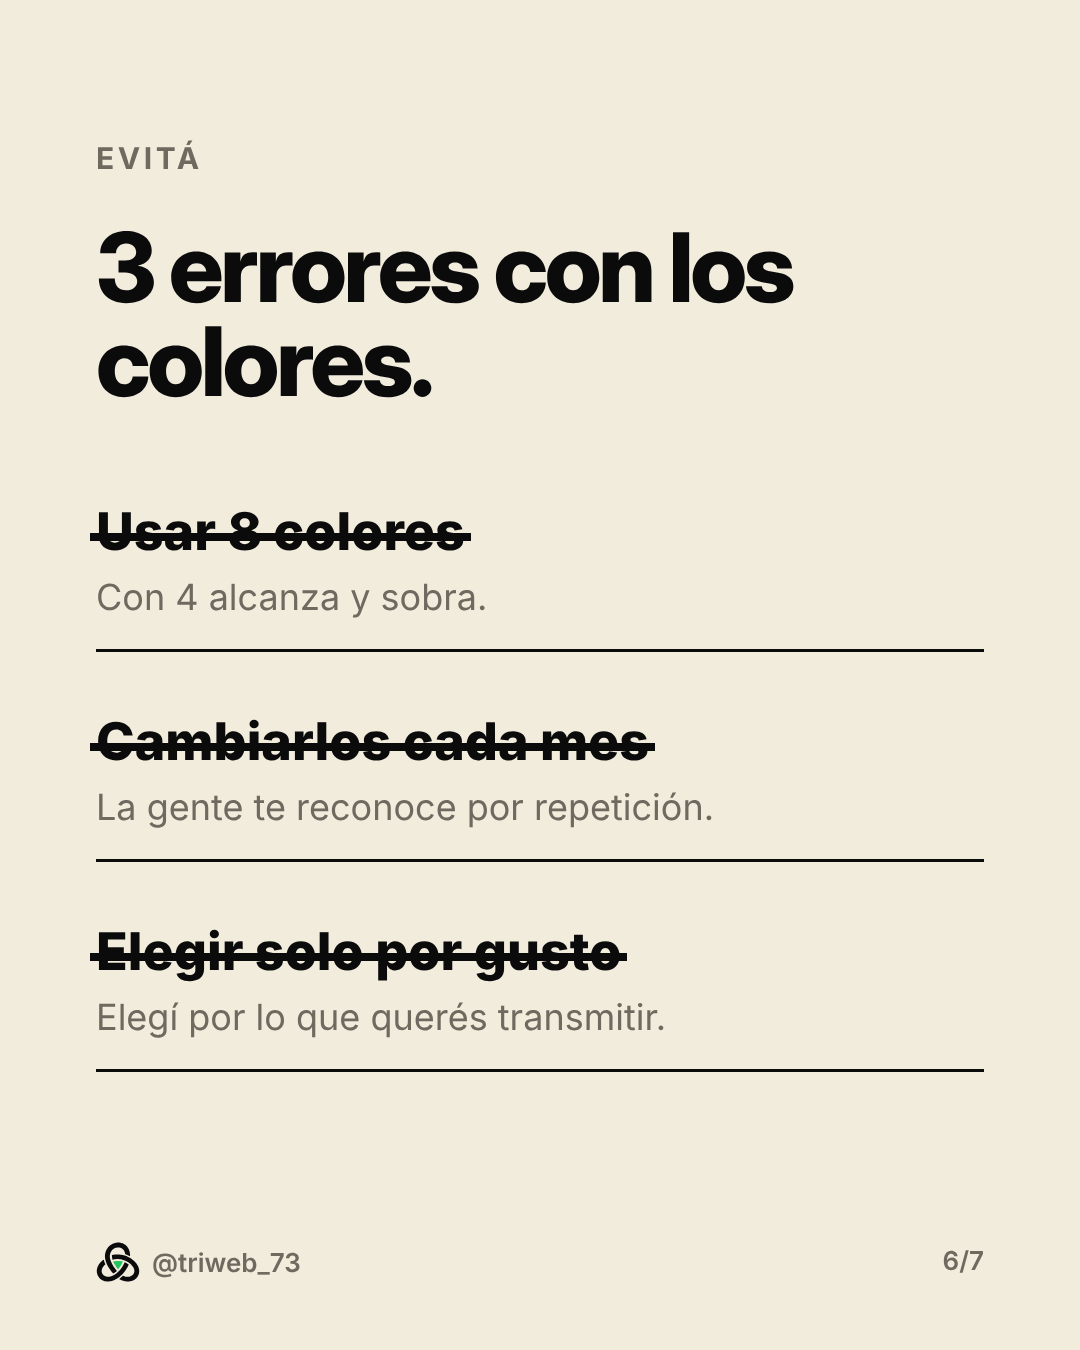 EVITÁ
3 errores con los
colores.
Usar 8 colores
Con 4 alcanza y sobra.
Cambiarlos cada mes
La gente te reconoce por repetición.
Elegir solo por gusto
Elegí por lo que querés transmitir.
@triweb_73
6/7